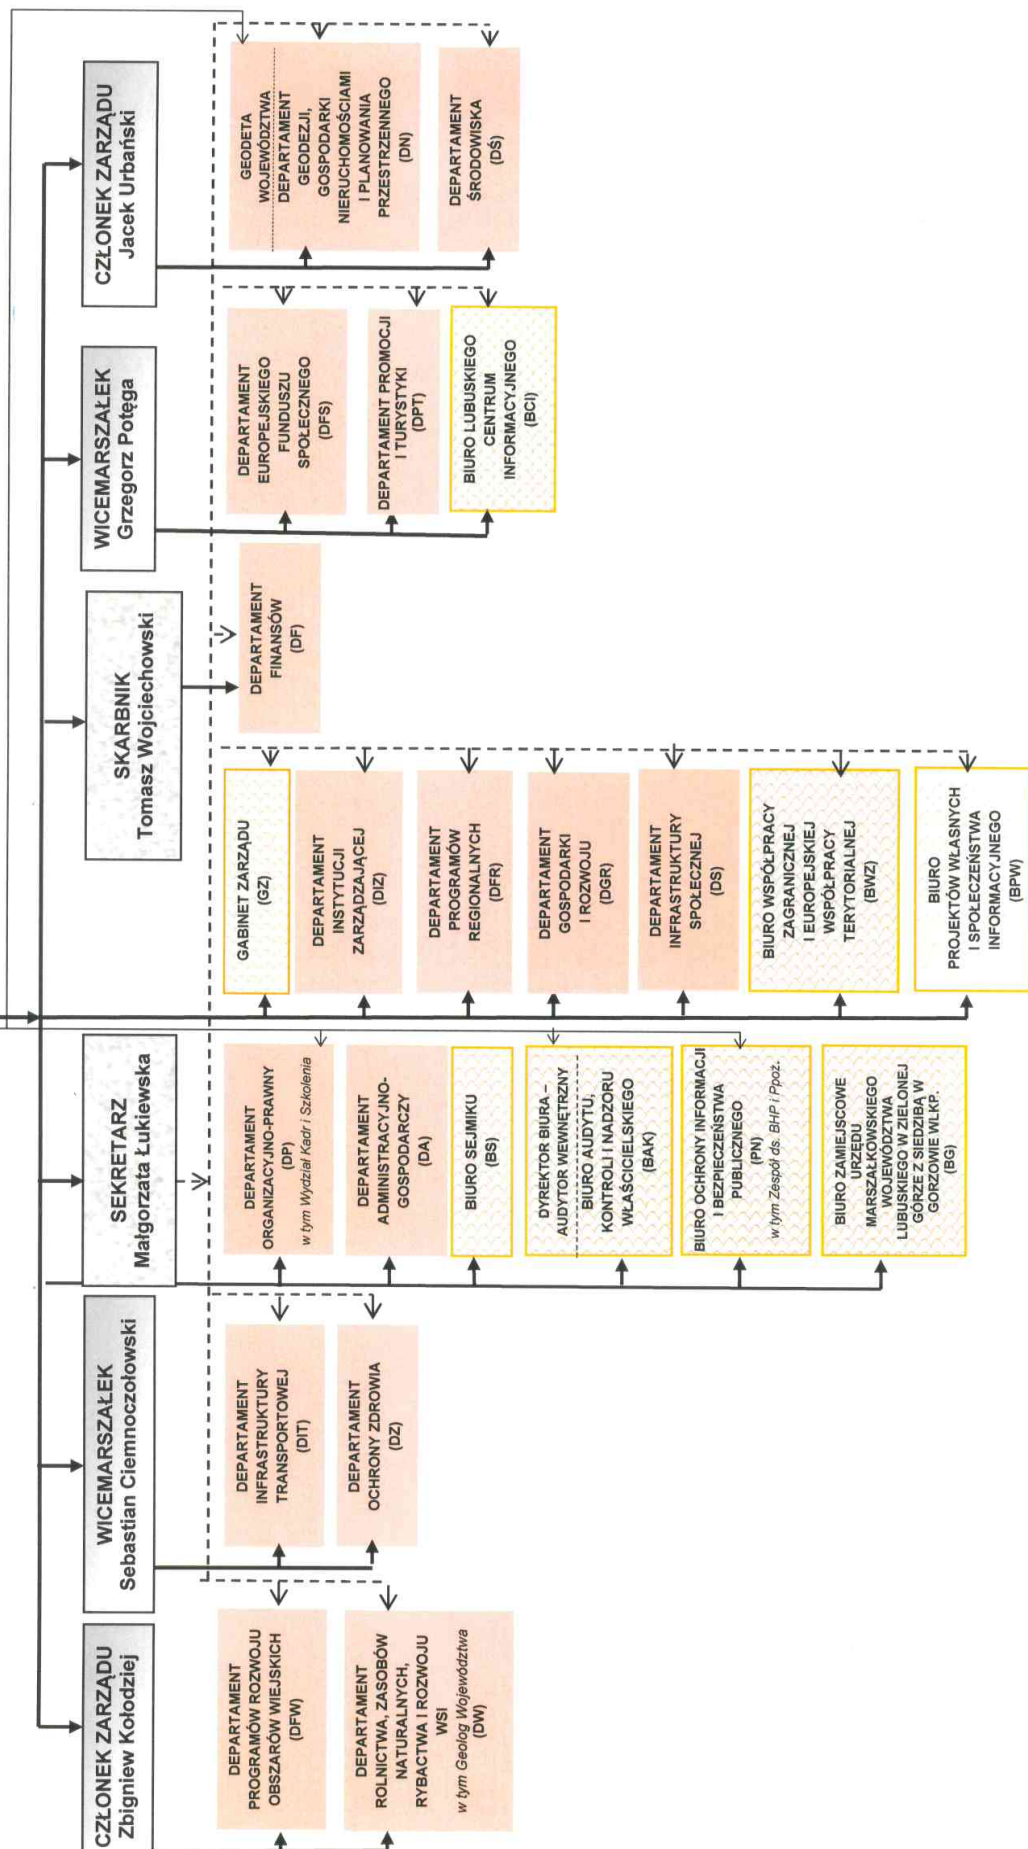 CZŁONEK ZARZĄDU
Zbigniew Kołodziej
DEPARTAMENT
PROGRAMÓW ROZWOJU
OBSZARÓW WIEJSKICH
(DFW)
DEPARTAMENT
ROLNICTWA, ZASOBÓW
NATURALNYCH,
RYBACTWA I ROZWOJU
WSI
w tym Geolog Województwa
(DW)
WICEMARSZAŁEK
Sebastian Ciemnoczołowski
DEPARTAMENT
INFRASTRUKTURY
TRANSPORTOWEJ
(DIT)
DEPARTAMENT
OCHRONY ZDROWIA
(DZ)
SEKRETARZ
Małgorzata Łukiewska
DEPARTAMENT
ORGANIZACYJNO-PRAWNY
(DP)
w tym Wydział Kadr i Szkolenia
DEPARTAMENT
ADMINISTRACYJNO-
GOSPODARCZY
(DA)
BIURO SEJMIKU
(BS)
DYREKTOR BIURA –
AUDYTOR WEWNĘTRZNY
BIURO AUDYTU,
KONTROLI I NADZORU
WŁAŚCICIELSKIEGO
(BAK)
BIURO OCHRONY INFORMACJI
I BEZPIECZEŃSTWA
PUBLICZNEGO
(PN)
w tym Zespół ds. BHP i Ppoż.
BIURO ZAMIEJSCOWE
URZĘDU
MARSZAŁKOWSKIEGO
WOJEWÓDZTWA
LUBUSKIEGO W ZIELONEJ
GÓRZE Z SIEDZIBĄ W
GORZOWIE WLKP.
(BG)
GABINET ZARZĄDU
(GZ)
DEPARTAMENT
INSTYTUCJI
ZARZĄDZAJĄCEJ
(DIZ)
DEPARTAMENT
PROGRAMÓW
REGIONALNYCH
(DFR)
DEPARTAMENT
GOSPODARKI
I ROZWOJU
(DGR)
DEPARTAMENT
INFRASTRUKTURY
SPOŁECZNEJ
(DS)
BIURO WSPÓŁPRACY
ZAGRANICZNEJ
I EUROPEJSKIEJ
WSPÓŁPRACY
TERYTORIALNEJ
(BWZ)
BIURO
PROJEKTÓW WŁASNYCH
I SPOŁECZEŃSTWA
INFORMACYJNEGO
(BPW)
SKARBNIK
Tomasz Wojciechowski
DEPARTAMENT
FINANSÓW
(DF)
WICEMARSZAŁEK
Grzegorz Potęga
DEPARTAMENT
EUROPEJSKIEGO
FUNDUSZU
SPOŁECZNEGO
(DFS)
DEPARTAMENT PROMOCJI
I TURYSTYKI
(DPT)
BIURO LUBUSKIEGO
CENTRUM
INFORMACYJNEGO
(BCI)
CZŁONEK ZARZĄDU
Jacek Urbański
GEODETA
WOJEWÓDZTWA
DEPARTAMENT
GEODEZJI,
GOSPODARKI
NIERUCHOMOŚCIAMI
I PLANOWANIA
PRZESTRZENNEGO
(DN)
DEPARTAMENT
ŚRODOWISKA
(DŚ)